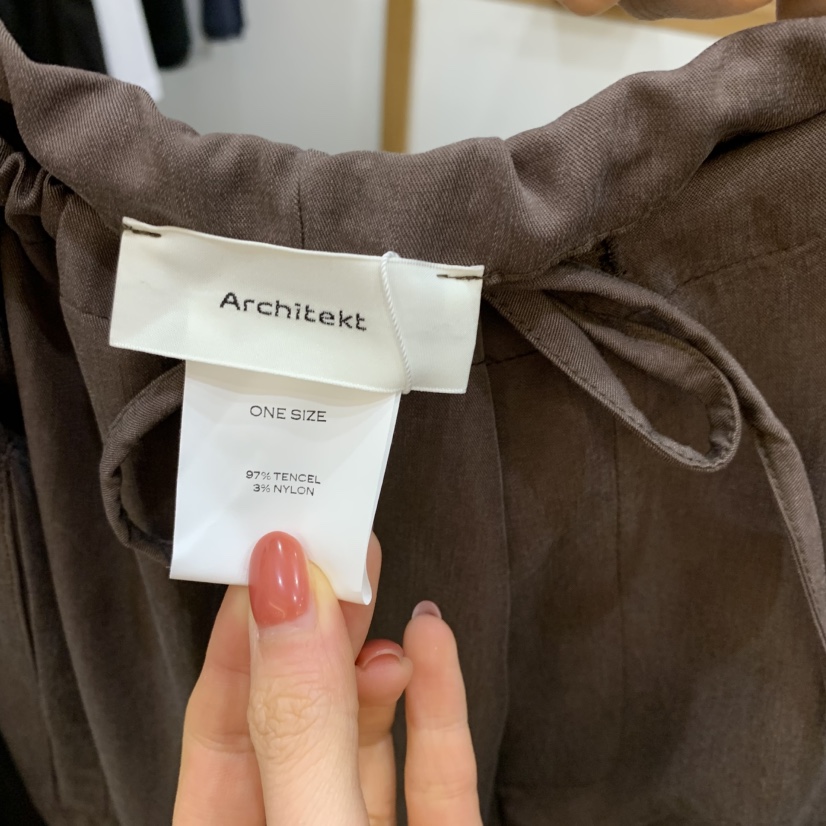 Architekt
ONE SIZE
97% TENCEL
3% NYLON